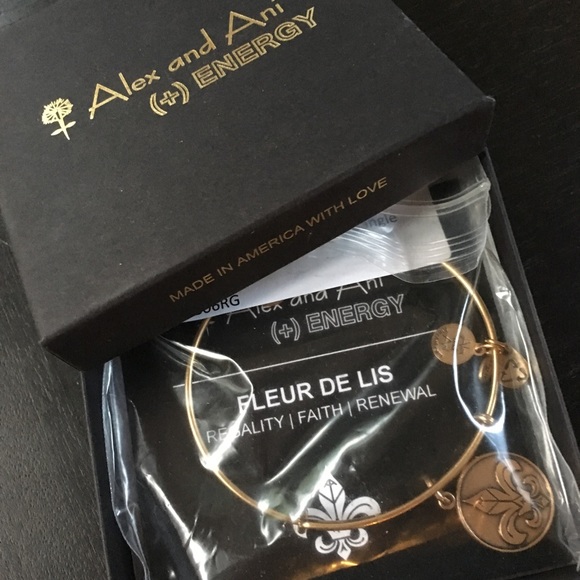 Alex and Ani
(+) ENERGY
MADE IN AMERICA WITH LOVE
Alex and Ani
(+) ENERGY
FLEUR DE LIS
REGALITY | FAITH | RENEWAL